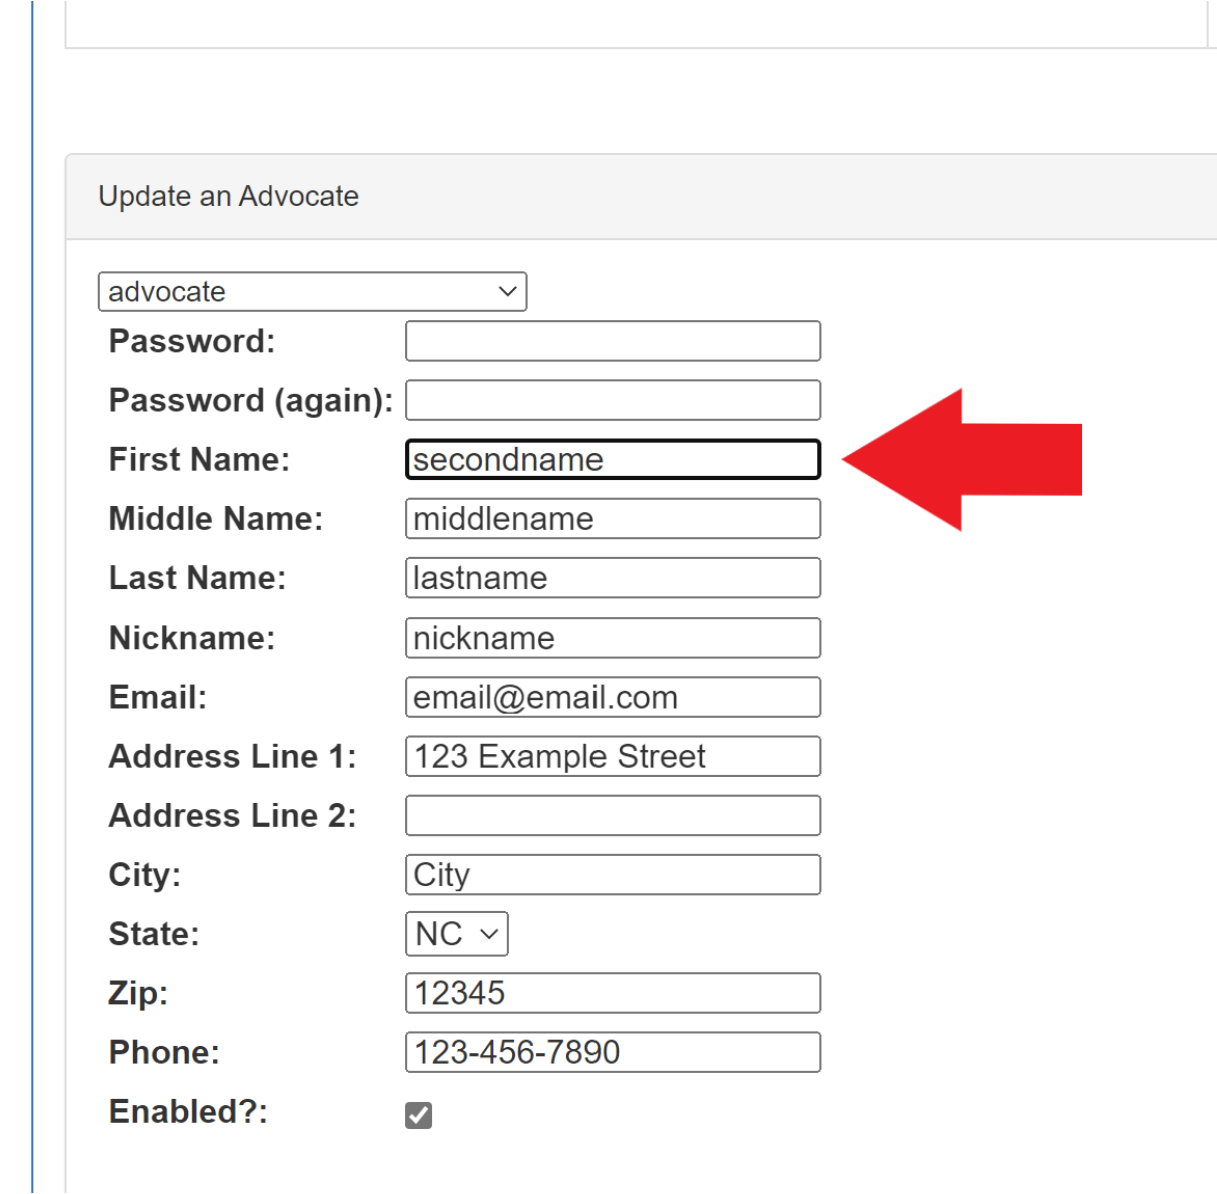 Update an Advocate
advocate
Password:
Password (again):
First Name: secondname
Middle Name: middlename
Last Name: lastname
Nickname: nickname
Email: email@email.com
Address Line 1: 123 Example Street
Address Line 2:
City: City
State: NC
Zip: 12345
Phone: 123-456-7890
Enabled?: